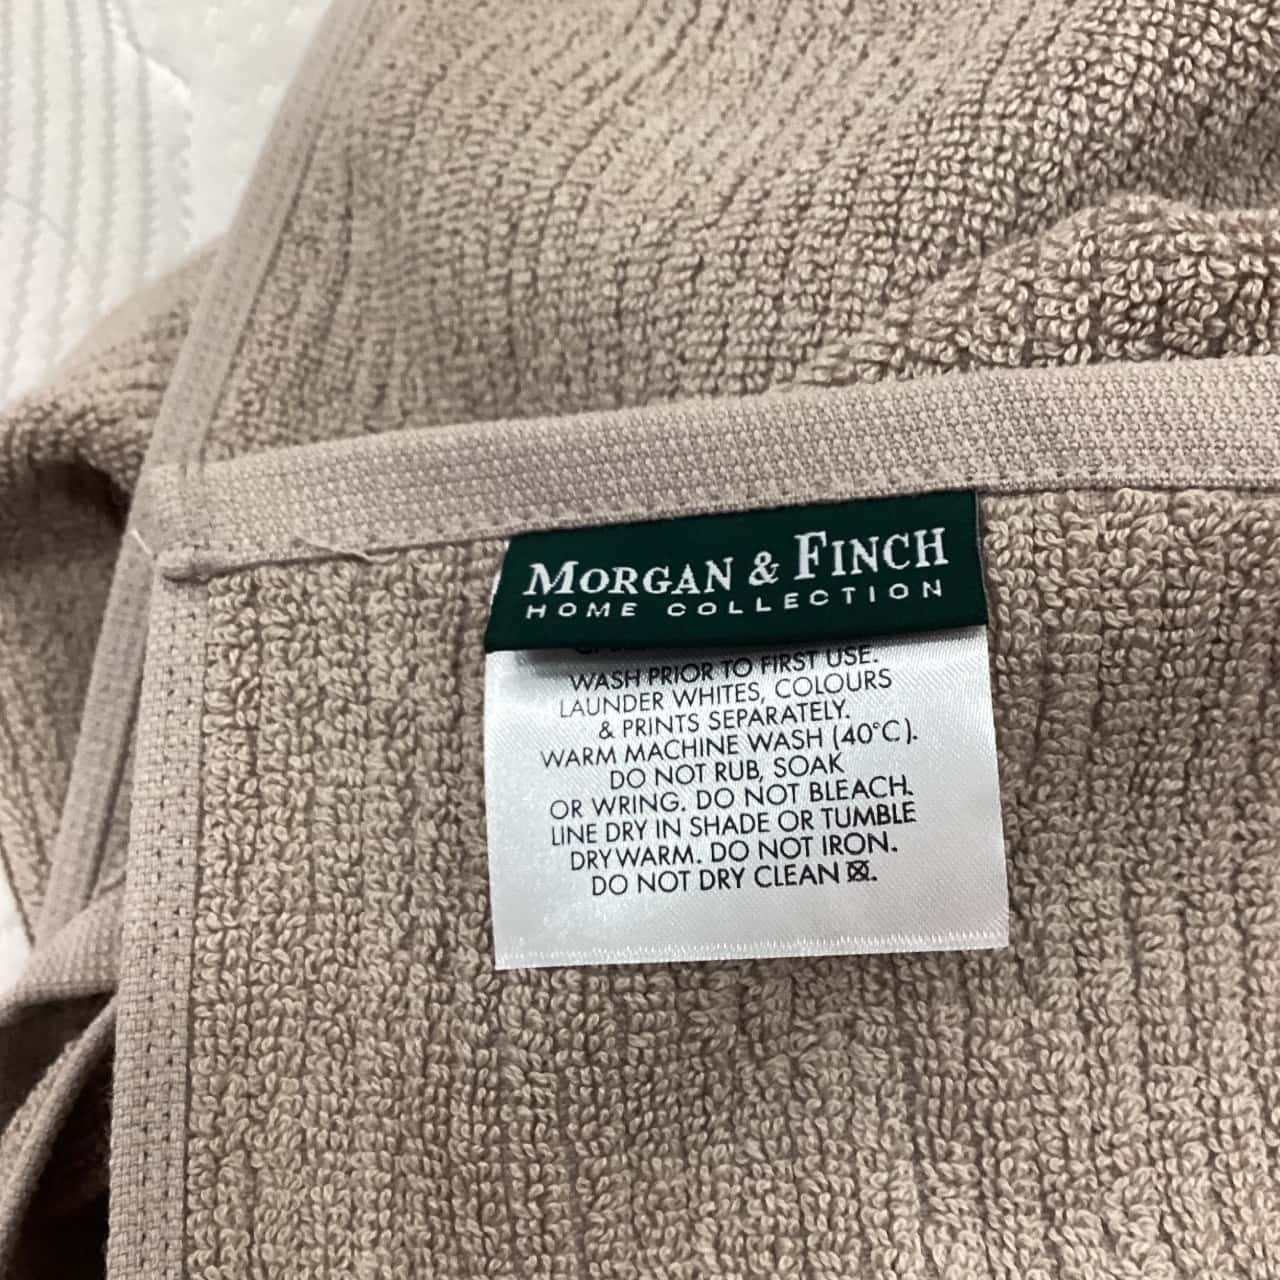 MORGAN & FINCH
HOME COLLECTION
WASH PRIOR TO FIRST USE.
LAUNDER WHITES, COLOURS
& PRINTS SEPARATELY.
WARM MACHINE WASH (40°C).
DO NOT RUB, SOAK
OR WRING. DO NOT BLEACH.
LINE DRY IN SHADE OR TUMBLE
DRY WARM. DO NOT IRON.
DO NOT DRY CLEAN.